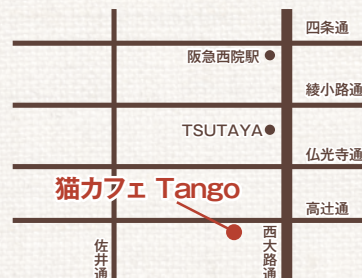 四条通
阪急西院駅
綾小路通
TSUTAYA
仏光寺通
猫カフェ Tango
高辻通
佐井通
西大路通